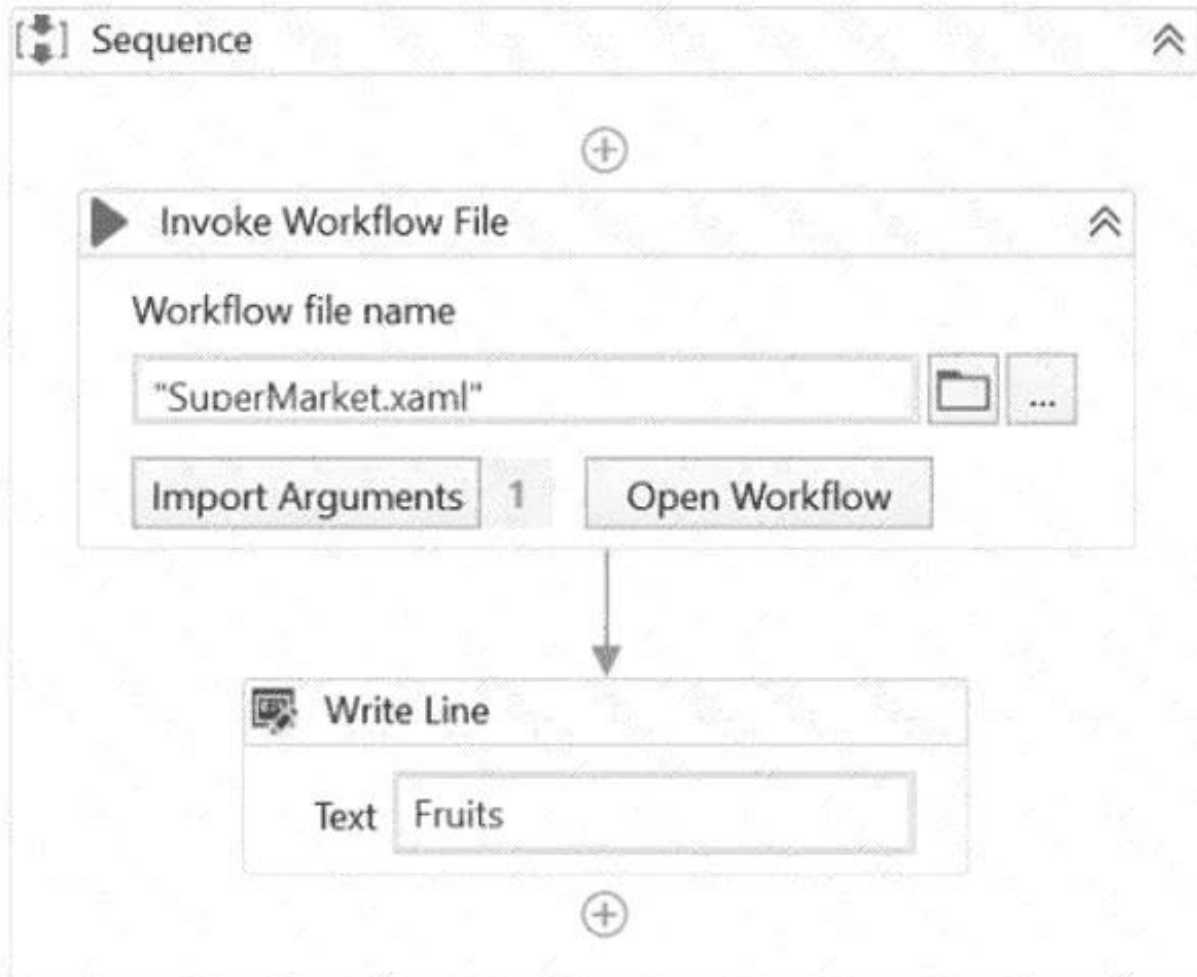 Sequence
Invoke Workflow File
Workflow file name
"SuperMarket.xaml"
...
Import Arguments 1 Open Workflow
Write Line
Text Fruits